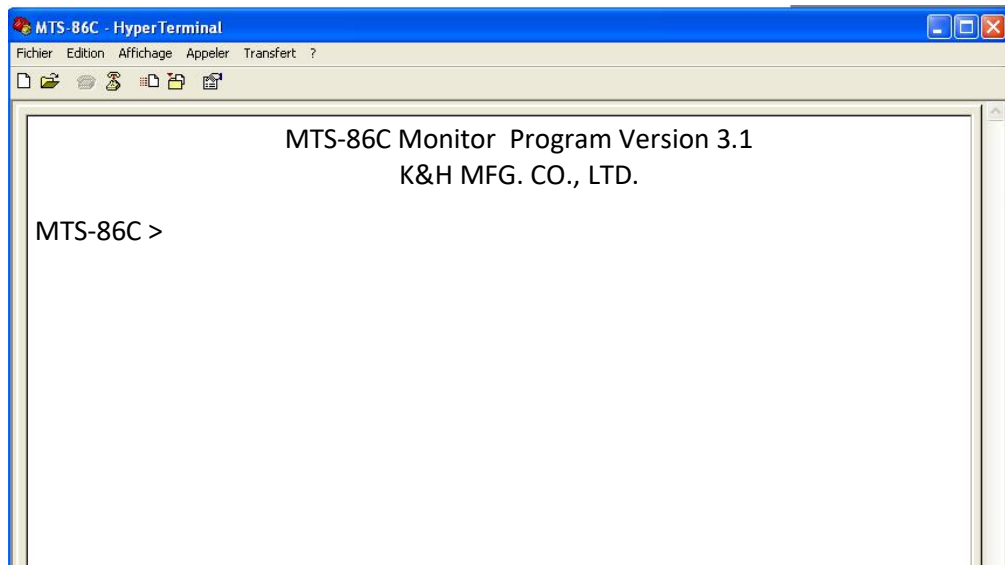 MTS-86C - HyperTerminal
Fichier Edition Affichage Appeler Transfert ?
MTS-86C Monitor Program Version 3.1
K&H MFG. CO., LTD.
MTS-86C >